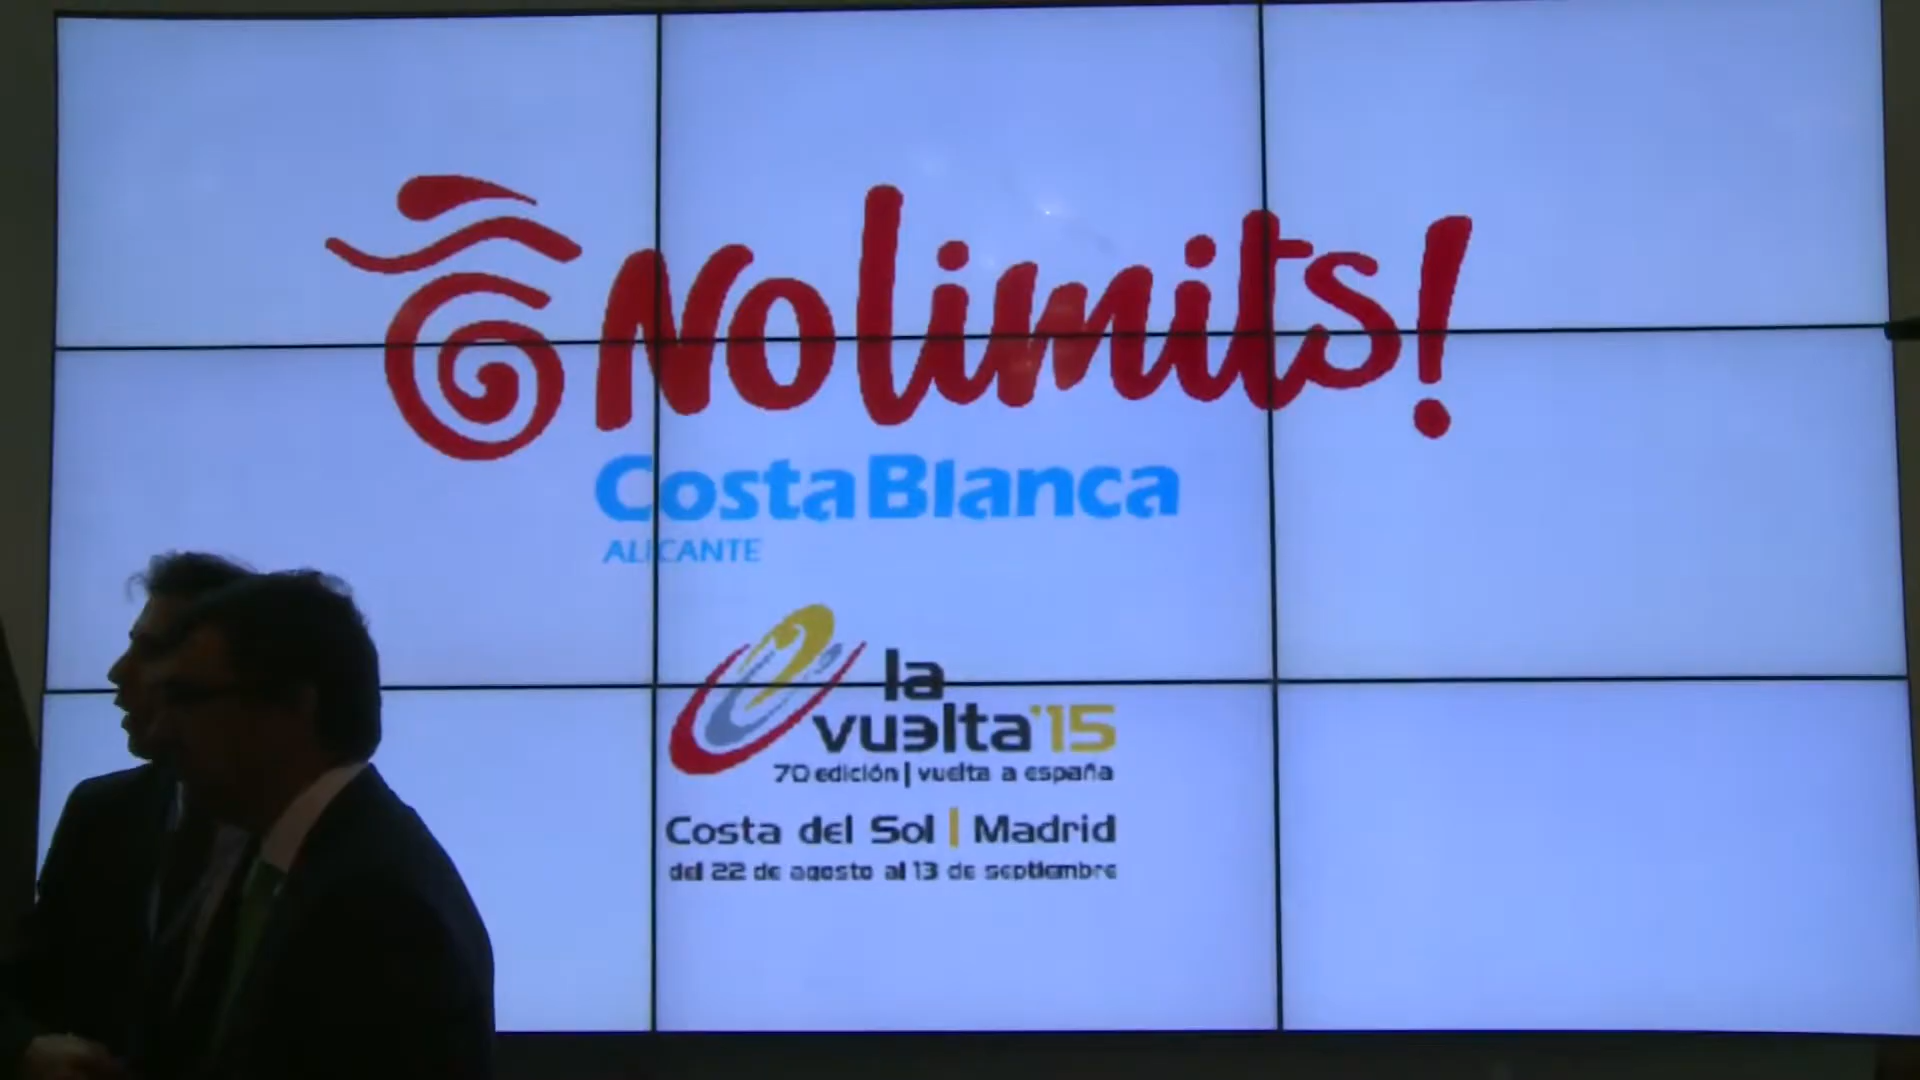 Nolimits!
CostaBlanca
ALICANTE
la
vuelta'15
70 edición | vuelta a españa
Costa del Sol | Madrid
del 22 de agosto al 13 de septiembre